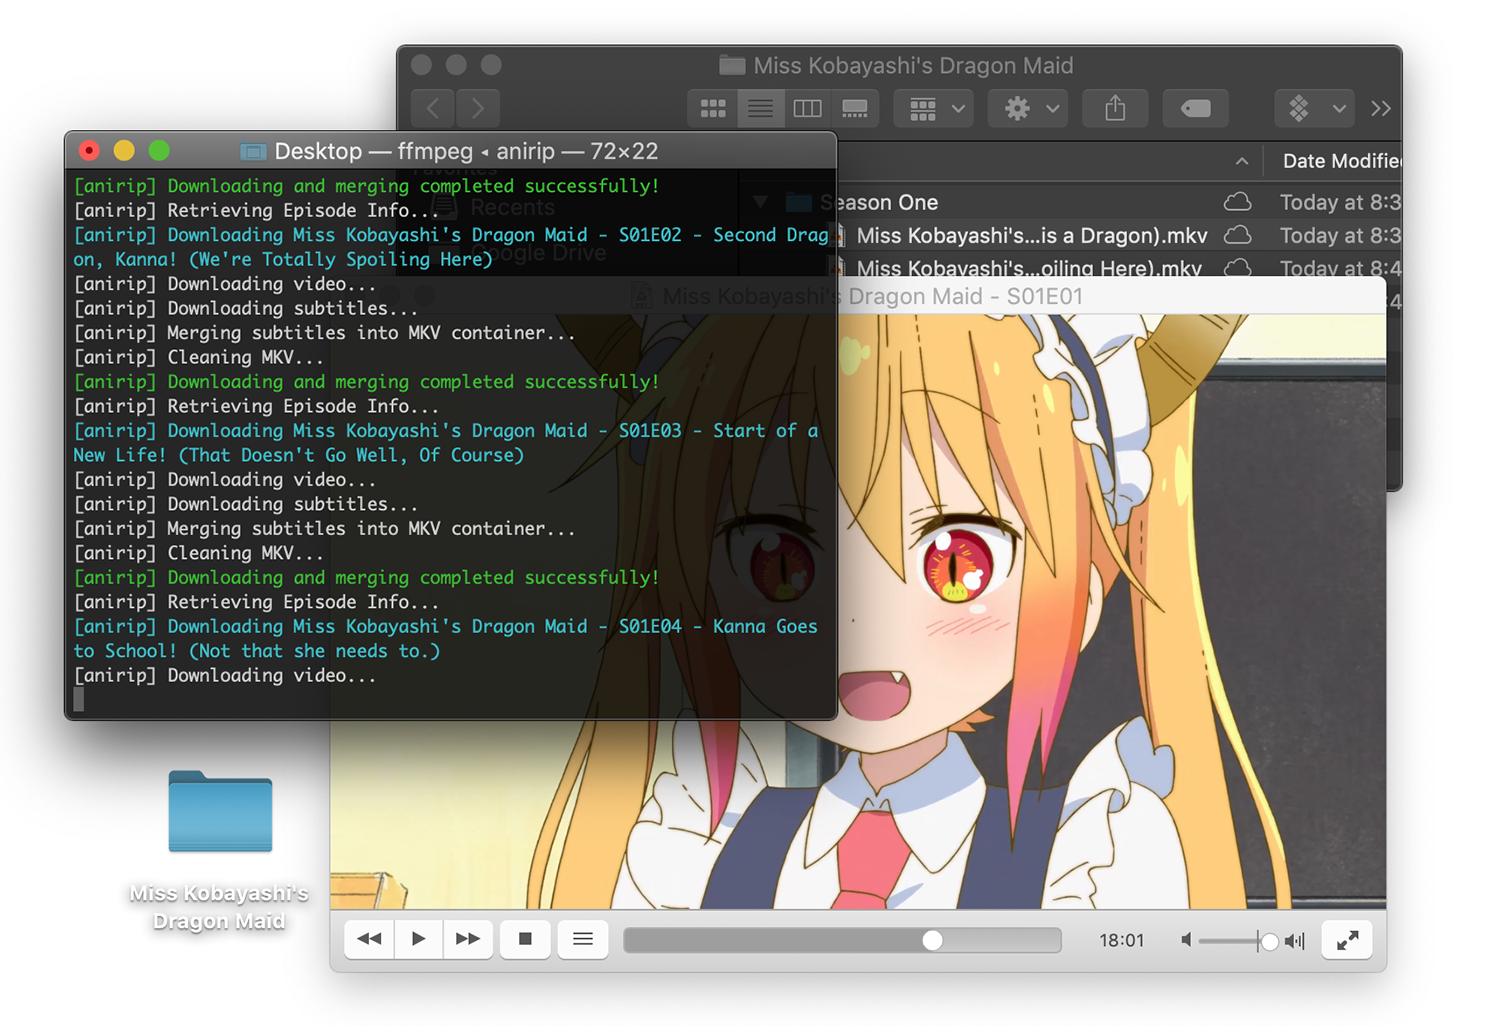 Miss Kobayashi's Dragon Maid
Desktop — ffmpeg ◂ anirip — 72×22
Date Modified
Favorites
Recents
Google Drive
Season One
Today at 8:3
Miss Kobayashi's...is a Dragon).mkv
Today at 8:3
Miss Kobayashi's...oiling Here).mkv
Today at 8:4
:4
[anirip] Downloading and merging completed successfully!
[anirip] Retrieving Episode Info...
[anirip] Downloading Miss Kobayashi's Dragon Maid - S01E02 - Second Drag
on, Kanna! (We're Totally Spoiling Here)
[anirip] Downloading video...
[anirip] Downloading subtitles...
[anirip] Merging subtitles into MKV container...
[anirip] Cleaning MKV...
[anirip] Downloading and merging completed successfully!
[anirip] Retrieving Episode Info...
[anirip] Downloading Miss Kobayashi's Dragon Maid - S01E03 - Start of a
New Life! (That Doesn't Go Well, Of Course)
[anirip] Downloading video...
[anirip] Downloading subtitles...
[anirip] Merging subtitles into MKV container...
[anirip] Cleaning MKV...
[anirip] Downloading and merging completed successfully!
[anirip] Retrieving Episode Info...
[anirip] Downloading Miss Kobayashi's Dragon Maid - S01E04 - Kanna Goes
to School! (Not that she needs to.)
[anirip] Downloading video...
Miss Kobayashi's Dragon Maid - S01E01
Miss Kobayashi's
Dragon Maid
18:01